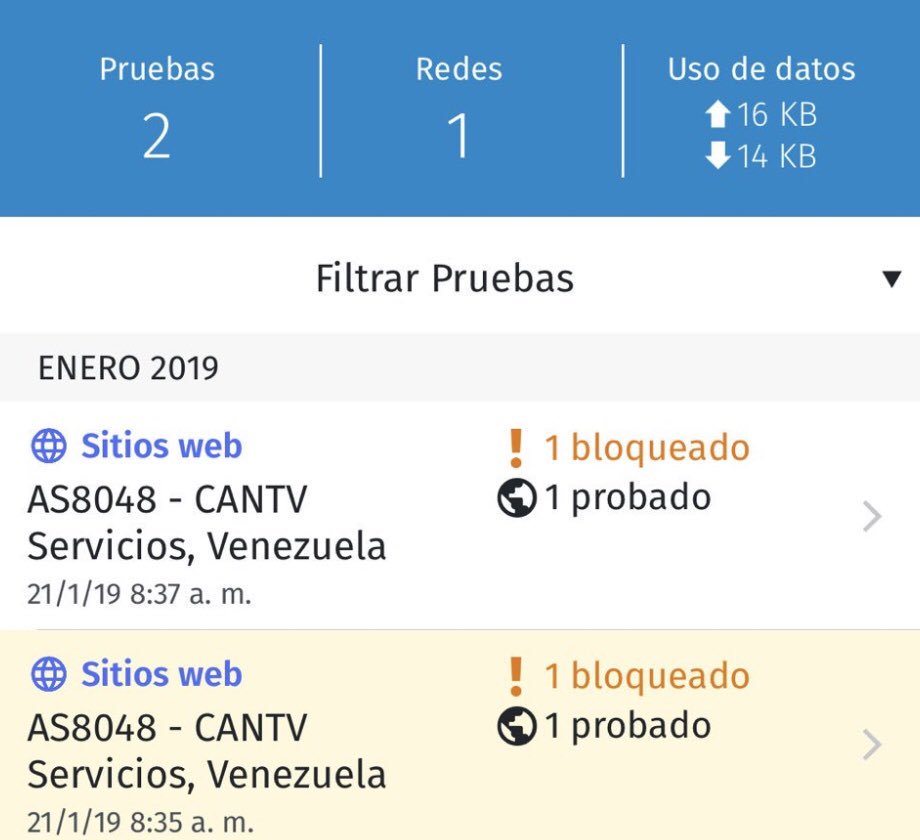 Pruebas
2
Redes
1
Uso de datos
16 KB
14 KB
Filtrar Pruebas
ENERO 2019
Sitios web
AS8048 - CANTV
Servicios, Venezuela
21/1/19 8:37 a. m.
1 bloqueado
1 probado
Sitios web
AS8048 - CANTV
Servicios, Venezuela
21/1/19 8:35 a. m.
1 bloqueado
1 probado